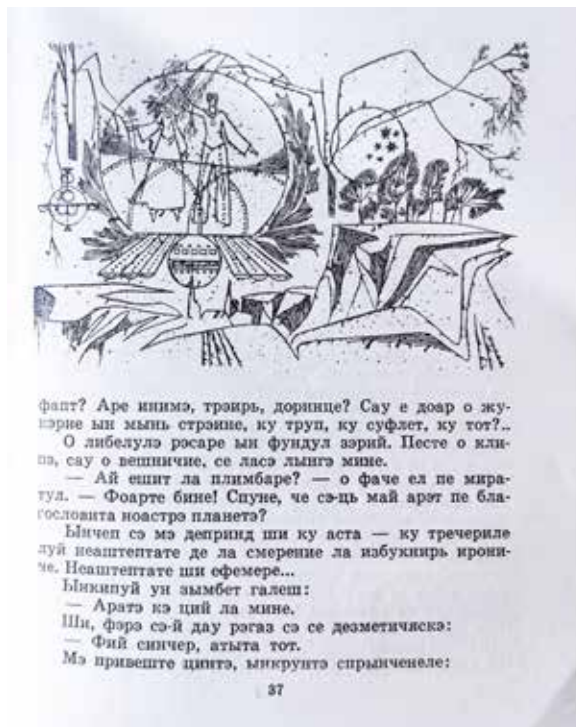 фапт? Аре инимэ, трэирь, доринце? Сау е доар о жу-
кэрие ын мынь стрэине, ку труп, ку суфлет, ку тот?..
О либелулэ рэсаре ын фундул зэрий. Песте о кли-
пэ, сау о вешничие, се ласэ лынгэ мине.
— Ай ешит ла плимбаре? — о фаче ел пе мира-
тул. — Фоарте бине! Спуне, че сэ-ць май арэт пе бла-
гословита ноастрэ планетэ?
Ынчеп сэ мэ депринд ши ку аста — ку тречериле
луй неаштептате де ла смерение ла избукнирь ирони-
че. Неаштептате ши ефемере...
Ынкипуй ун зымбет галеш:
— Аратэ кэ ций ла мине.
Ши, фэрэ сэ-й дау рэгаз сэ се дезметичяскэ:
— Фий синчер, атыта тот.
Мэ привеште цинтэ, ынкрунтэ спрынченеле:
37